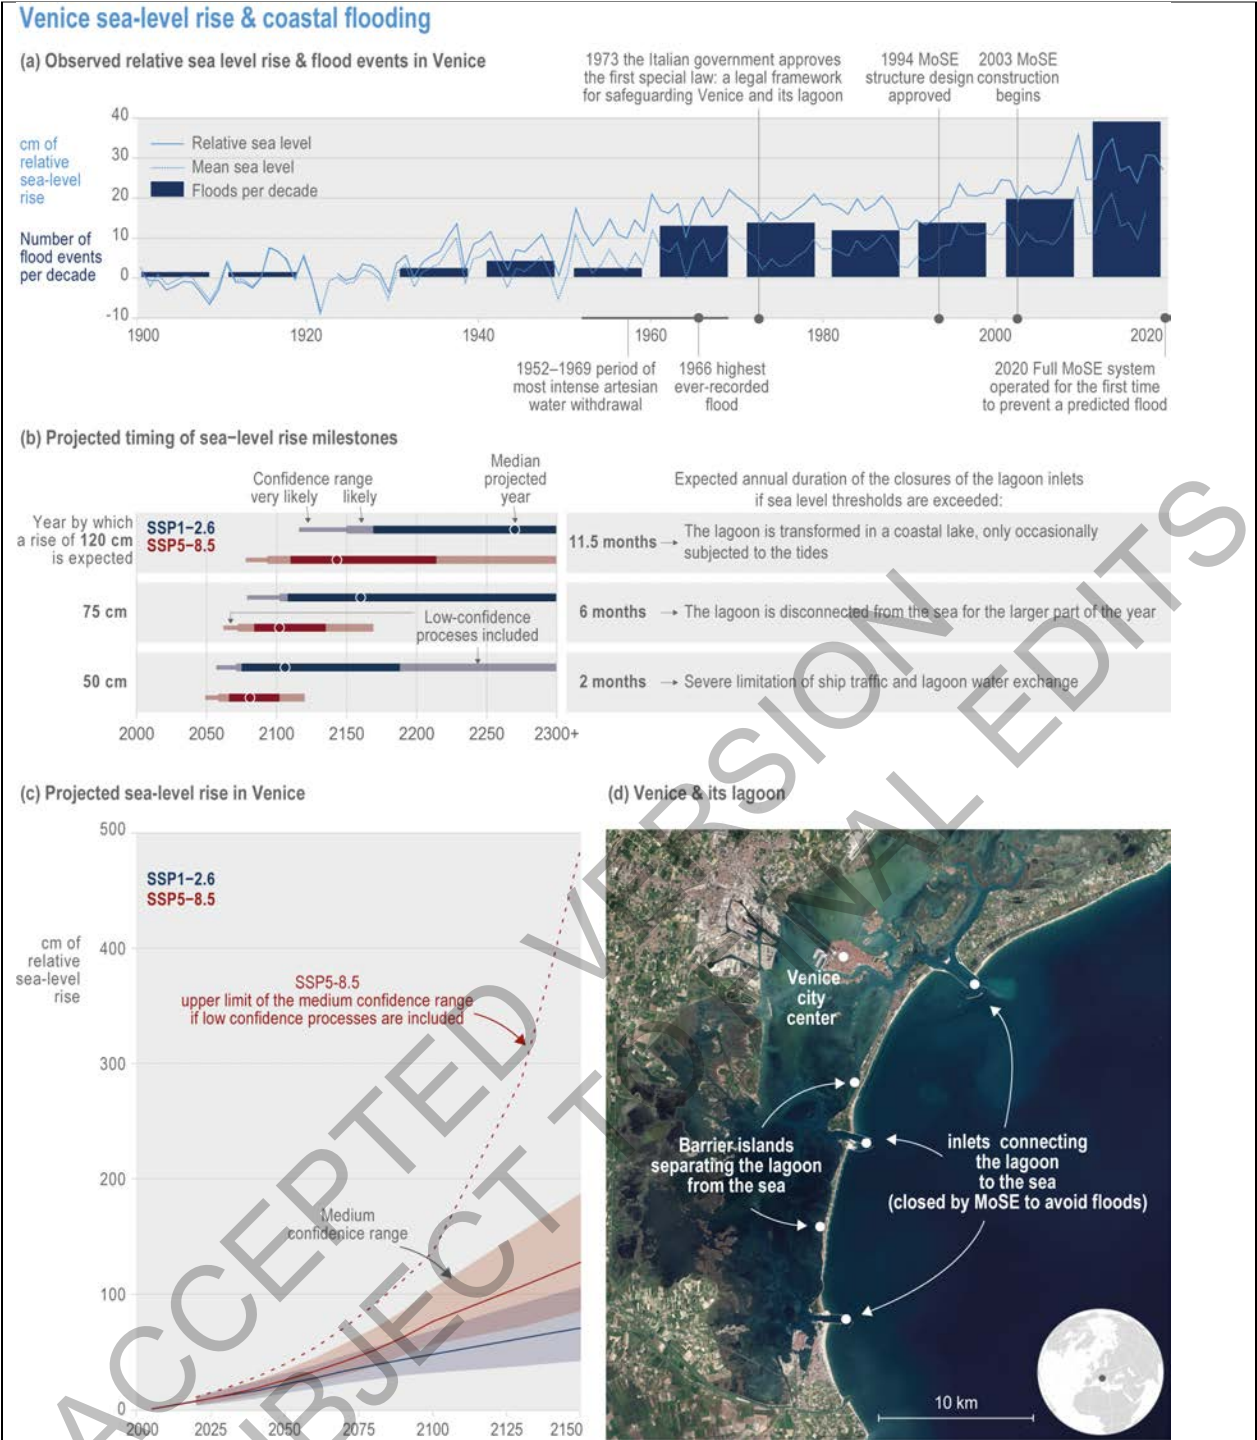 Venice sea-level rise & coastal flooding
(a) Observed relative sea level rise & flood events in Venice
1973 the Italian government approves
the first special law: a legal framework
for safeguarding Venice and its lagoon
1994 MoSE
structure design
approved
2003 MoSE
construction
begins
cm of
relative
sea-level
rise
Number of
flood events
per decade
40
30
20
10
0
-10
Relative sea level
Mean sea level
Floods per decade
1900
1920
1940
1960
1980
2000
2020
1952–1969 period of
most intense artesian
water withdrawal
1966 highest
ever-recorded
flood
2020 Full MoSE system
operated for the first time
to prevent a predicted flood
(b) Projected timing of sea–level rise milestones
Confidence range
very likely
likely
Median
projected
year
Expected annual duration of the closures of the lagoon inlets
if sea level thresholds are exceeded:
Year by which
a rise of 120 cm
is expected
SSP1–2.6
SSP5–8.5
11.5 months → The lagoon is transformed in a coastal lake, only occasionally
subjected to the tides
75 cm
Low-confidence
proceses included
6 months → The lagoon is disconnected from the sea for the larger part of the year
50 cm
2 months → Severe limitation of ship traffic and lagoon water exchange
2000
2050
2100
2150
2200
2250
2300+
(c) Projected sea-level rise in Venice
500
400
300
200
100
0
SSP1–2.6
SSP5–8.5
cm of
relative
sea-level
rise
SSP5-8.5
upper limit of the medium confidence range
if low confidence processes are included
Medium
confidenice range
2000
2025
2050
2075
2100
2125
2150
(d) Venice & its lagoon
Venice
city
center
Barrier islands
separating the lagoon
from the sea
inlets connecting
the lagoon
to the sea
(closed by MoSE to avoid floods)
10 km
ACCEPTED VERSION
SUBJECT TO FINAL EDITS